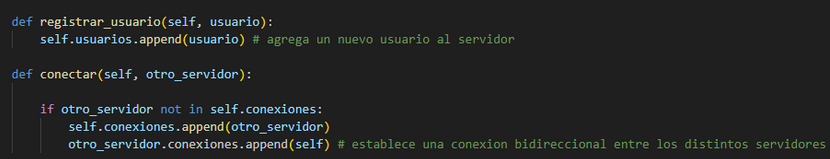 def registrar_usuario(self, usuario):
    self.usuarios.append(usuario) # agrega un nuevo usuario al servidor
def conectar(self, otro_servidor):
    if otro_servidor not in self.conexiones:
        self.conexiones.append(otro_servidor)
        otro_servidor.conexiones.append(self) # establece una conexion bidireccional entre los distintos servidores